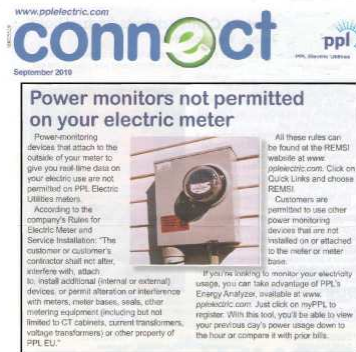 www.pplelectric.com
connect
ppl
PPL Electric Utilities
September 2010
Power monitors not permitted
on your electric meter
Power-monitoring
devices that attach to the
outside of your meter to
give you real-time data on
your electric use are not
permitted on PPL Electric
Utilities meters.
According to the
company's Rules for
Electric Meter and
Service Installation: "The
customer or customer's
contractor shall not alter,
interfere with, attach
to, install additional (internal or external)
devices, or permit alteration or interference
with meters, meter bases, seals, other
metering equipment (including but not
limited to CT cabinets, current transformers,
voltage transformers) or other property of
PPL EU."
All these rules can
be found at the REMSI
website at www.
pplelectric.com. Click on
Quick Links and choose
REMSI.
Customers are
permitted to use other
power monitoring
devices that are not
installed on or attached
to the meter or meter
base.
If you're looking to monitor your electricity
usage, you can take advantage of PPL's
Energy Analyzer, available at www.
pplelectric.com. Just click on myPPL to
register. With this tool, you'll be able to view
your previous day's power usage down to
the hour or compare it with prior bills.